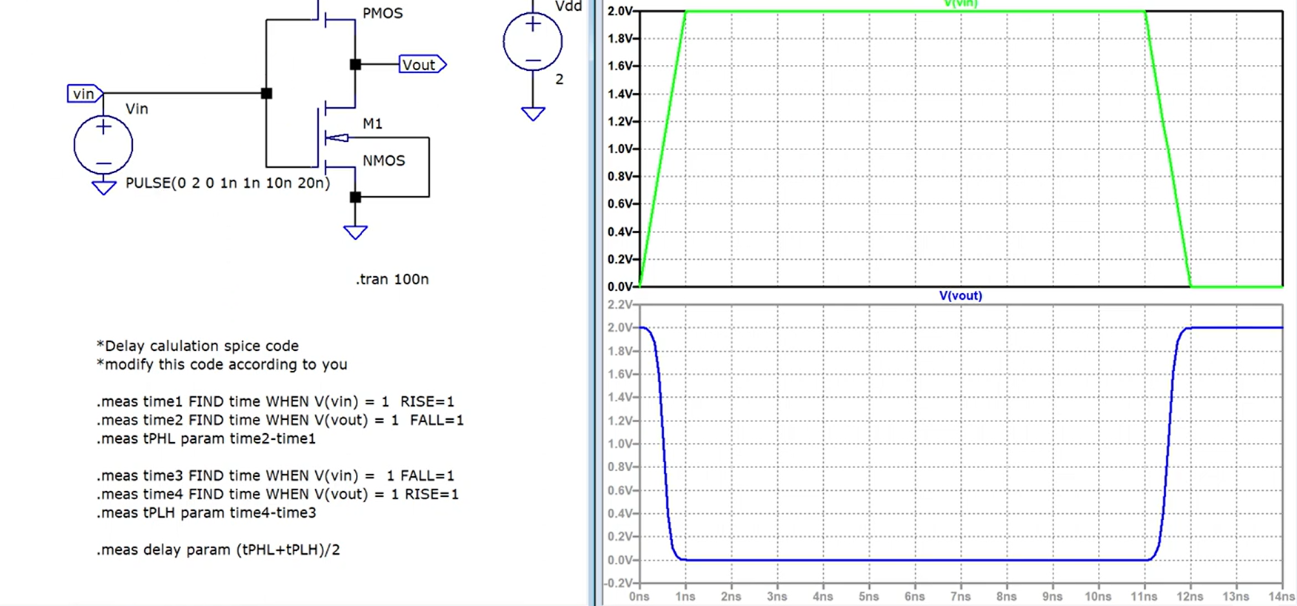 PMOS
Vdd
Vout
2
vin
Vin
M1
NMOS
PULSE(0 2 0 1n 1n 10n 20n)
.tran 100n
*Delay calulation spice code
*modify this code according to you
.meas time1 FIND time WHEN V(vin) = 1 RISE=1
.meas time2 FIND time WHEN V(vout) = 1 FALL=1
.meas tPHL param time2-time1
.meas time3 FIND time WHEN V(vin) = 1 FALL=1
.meas time4 FIND time WHEN V(vout) = 1 RISE=1
.meas tPLH param time4-time3
.meas delay param (tPHL+tPLH)/2
V(vin)
2.0V
1.8V
1.6V
1.4V
1.2V
1.0V
0.8V
0.6V
0.4V
0.2V
0.0V
V(vout)
2.2V
2.0V
1.8V
1.6V
1.4V
1.2V
1.0V
0.8V
0.6V
0.4V
0.2V
0.0V
-0.2V
0ns 1ns 2ns 3ns 4ns 5ns 6ns 7ns 8ns 9ns 10ns 11ns 12ns 13ns 14ns